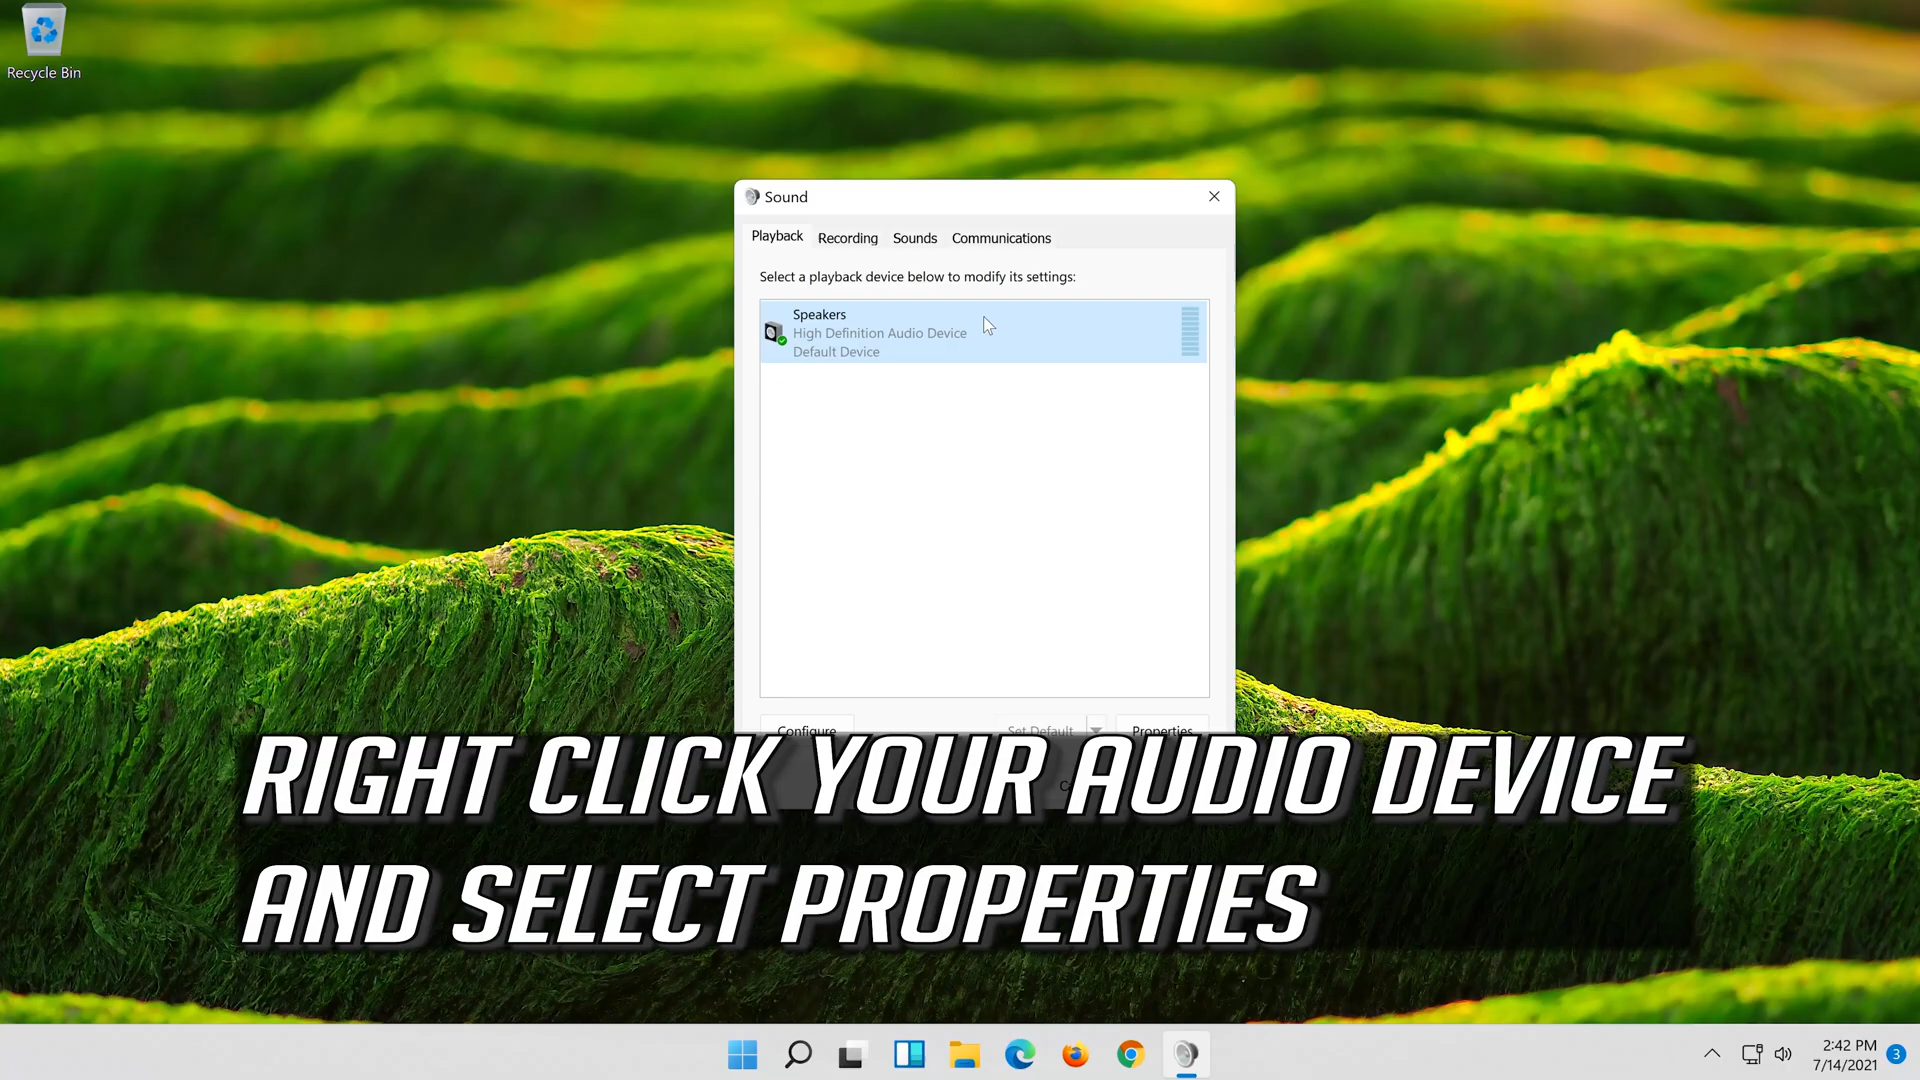 Recycle Bin
Sound
Playback Recording Sounds Communications
Select a playback device below to modify its settings:
Speakers
High Definition Audio Device
Default Device
Configure Set Default Properties
RIGHT CLICK YOUR AUDIO DEVICE
AND SELECT PROPERTIES
2:42 PM
7/14/2021
3